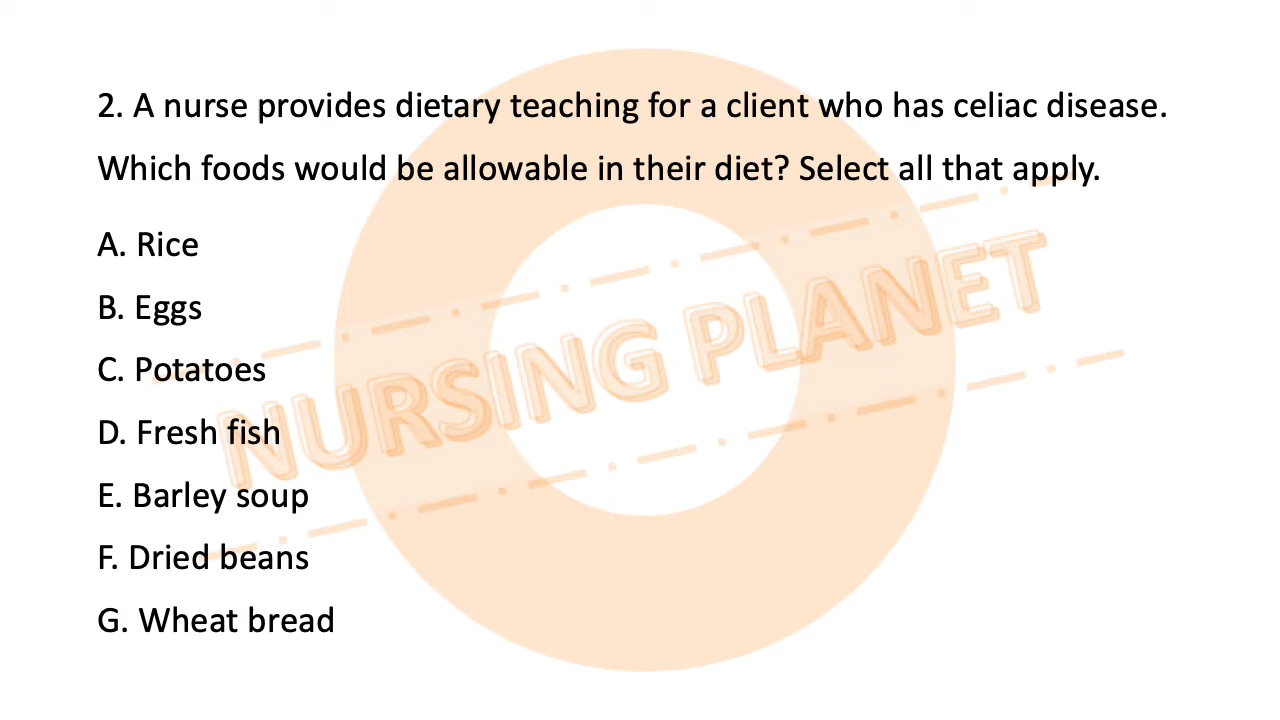 2. A nurse provides dietary teaching for a client who has celiac disease.
Which foods would be allowable in their diet? Select all that apply.
A. Rice
B. Eggs
C. Potatoes
D. Fresh fish
E. Barley soup
F. Dried beans
G. Wheat bread
NURSING PLANET